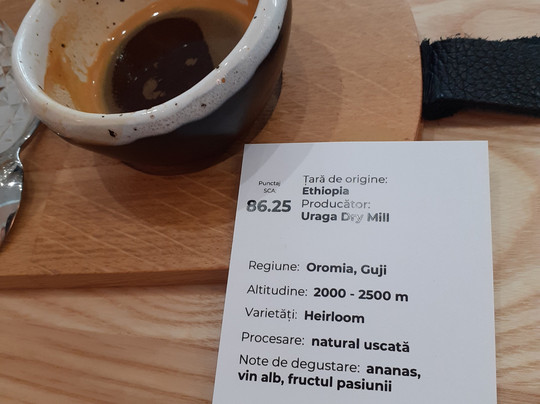 Punctaj
SCA:
86.25
Țară de origine:
Ethiopia
Producător:
Uraga Dry Mill
Regiune: Oromia, Guji
Altitudine: 2000 - 2500 m
Varietăți: Heirloom
Procesare: natural uscată
Note de degustare: ananas,
vin alb, fructul pasiunii